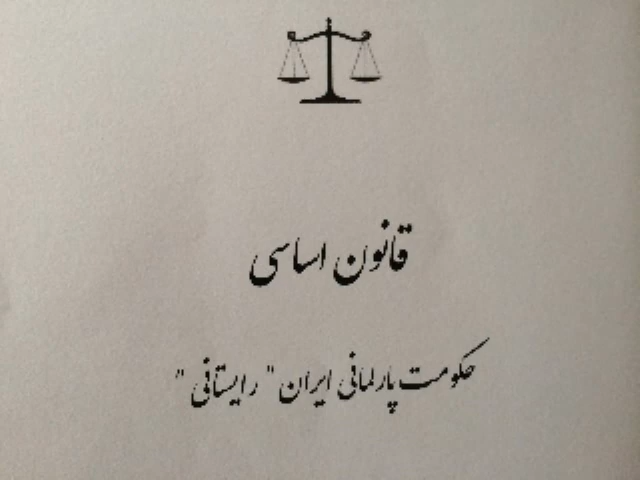 قانون اساسی
حکومت پارلمانی ایران " رایستانی "